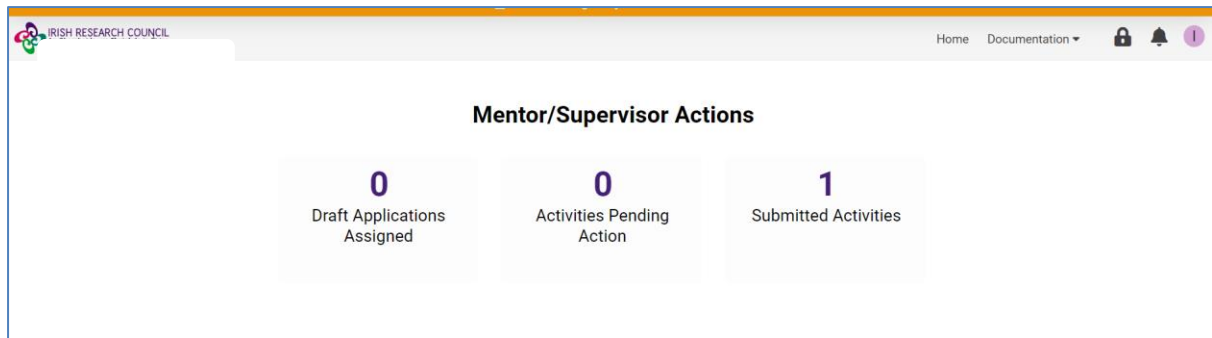 IRISH RESEARCH COUNCIL
Home Documentation
I
Mentor/Supervisor Actions
0
Draft Applications
Assigned
0
Activities Pending
Action
1
Submitted Activities